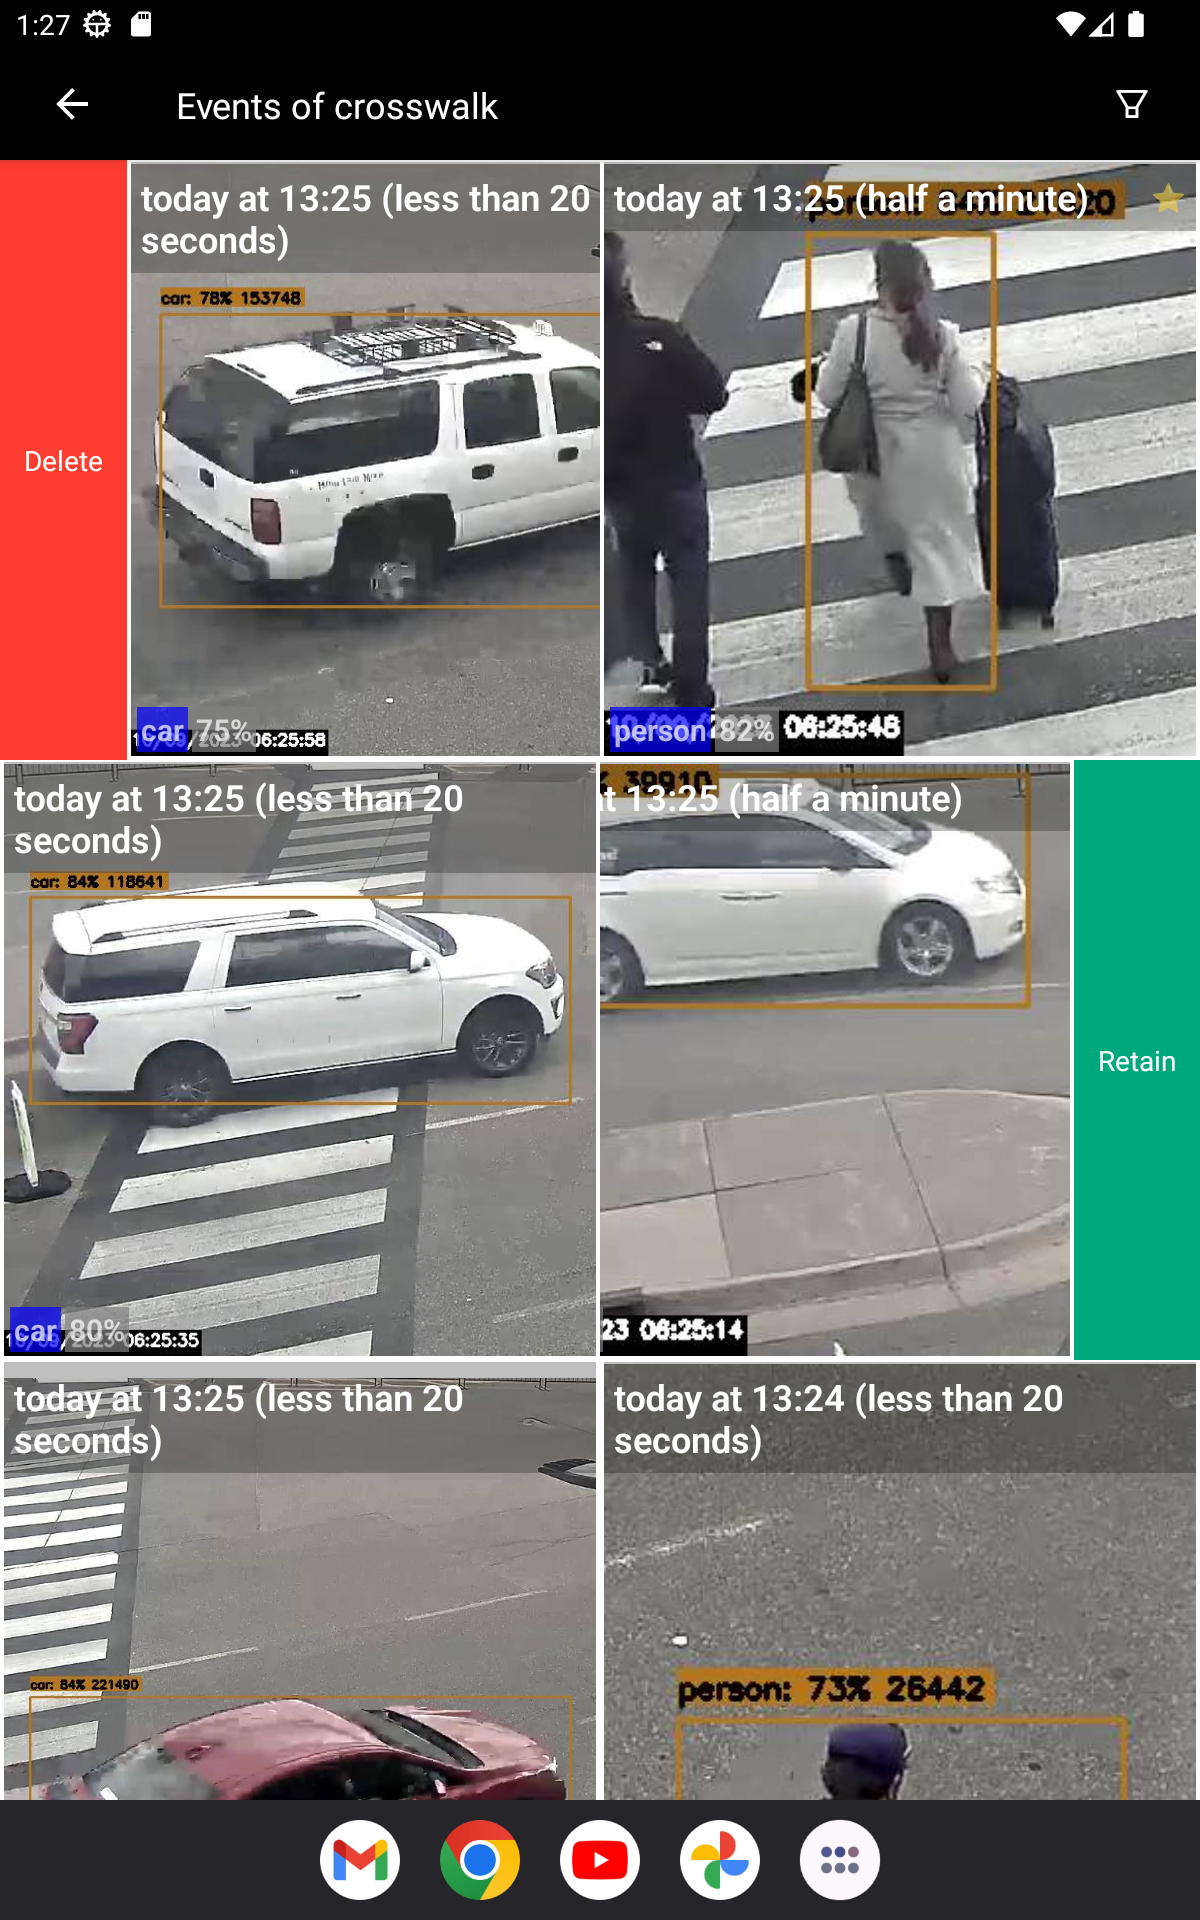 1:27
Events of crosswalk
Delete
today at 13:25 (less than 20
seconds)
car: 78% 153748
car 75%
06:25:58
today at 13:25 (half a minute)
person 82%
06:25:48
today at 13:25 (less than 20
seconds)
car: 84% 118641
car 80%
06:25:35
39910
t 13:25 (half a minute)
23 06:25:14
Retain
today at 13:25 (less than 20
seconds)
car: 84% 221490
today at 13:24 (less than 20
seconds)
person: 73% 26442